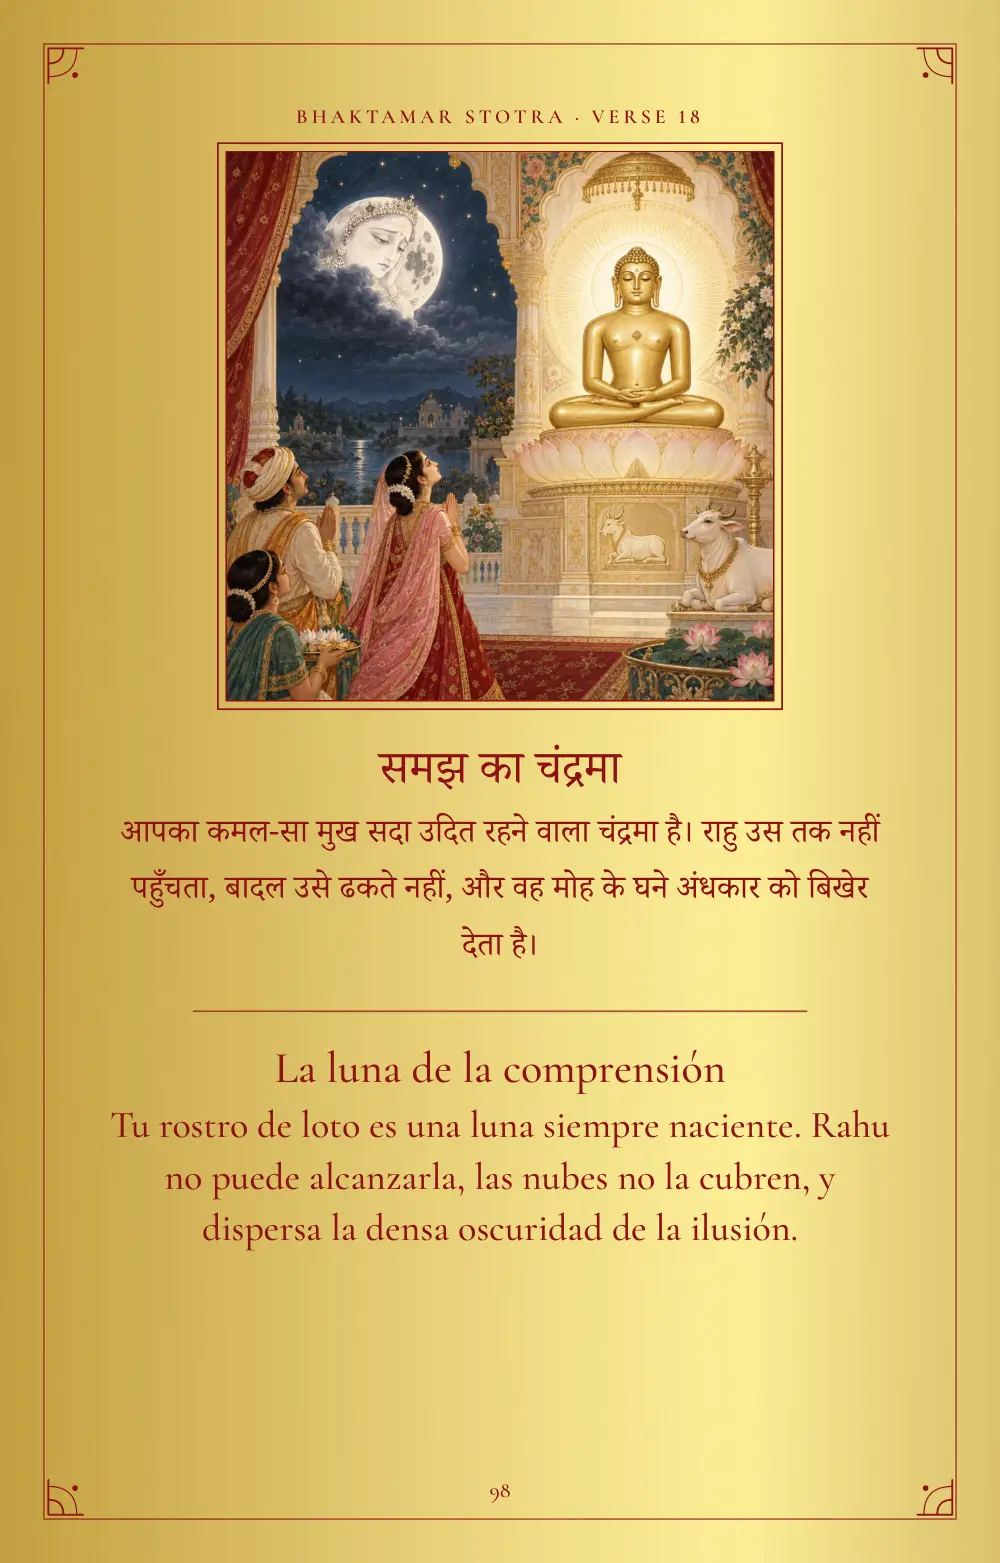 BHAKTAMAR STOTRA · VERSE 18
समझ का चंद्रमा
आपका कमल-सा मुख सदा उदित रहने वाला चंद्रमा है। राहु उस तक नहीं
पहुँचता, बादल उसे ढकते नहीं, और वह मोह के घने अंधकार को बिखेर
देता है।
La luna de la comprensión
Tu rostro de loto es una luna siempre naciente. Rahu
no puede alcanzarla, las nubes no la cubren, y
dispersa la densa oscuridad de la ilusión.
98